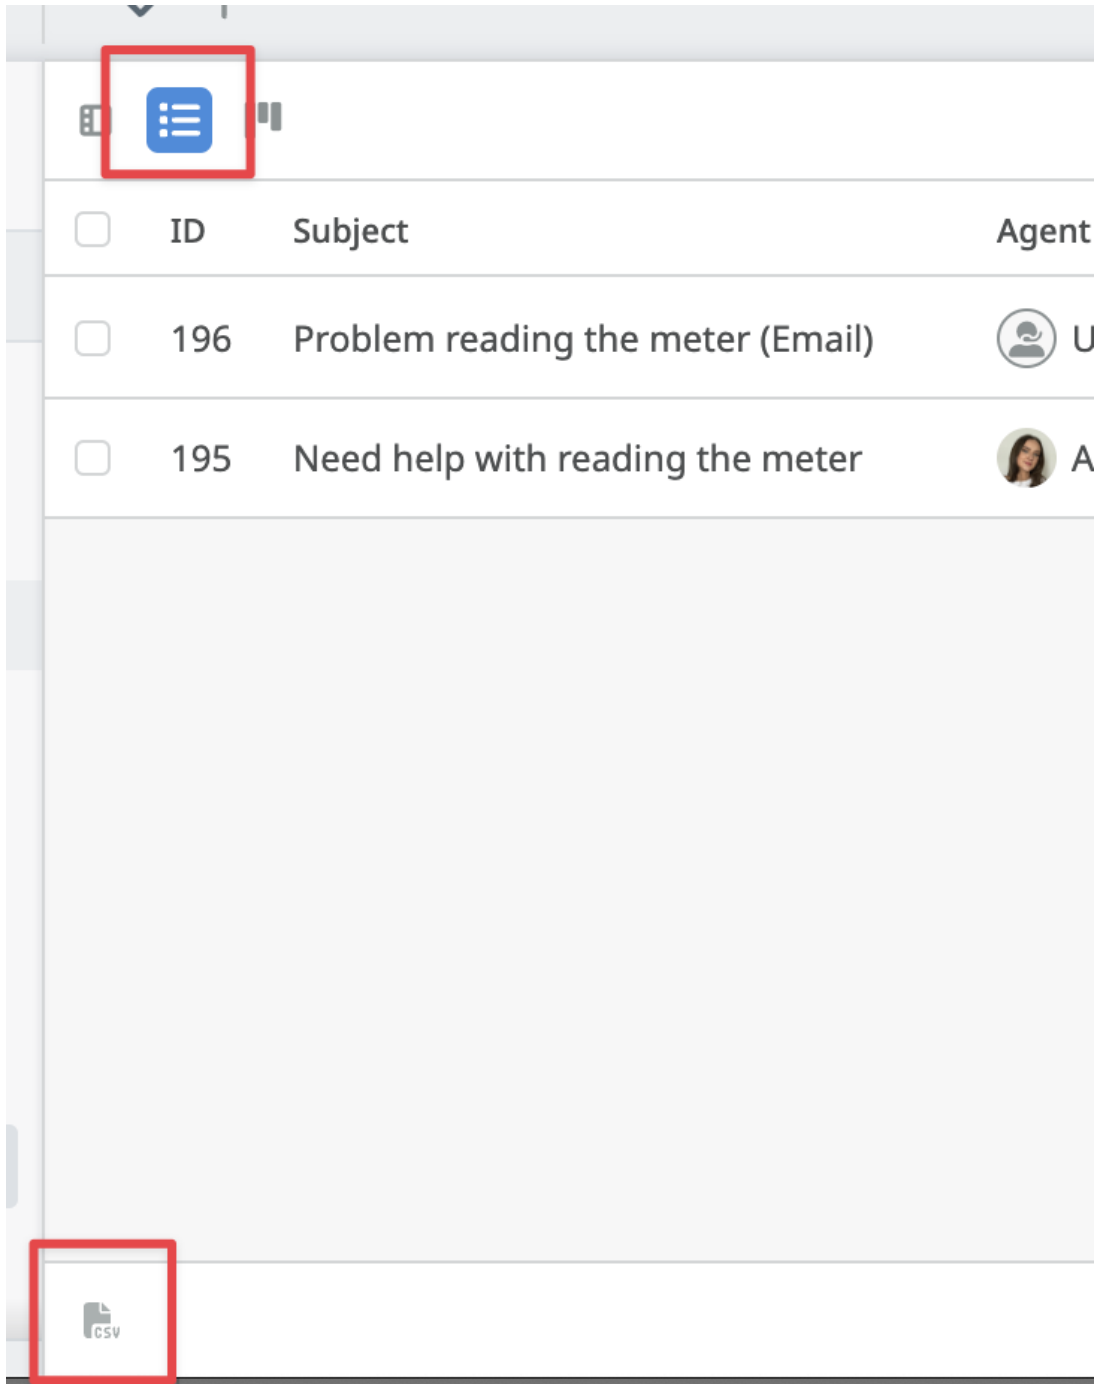 ID Subject Agent
196 Problem reading the meter (Email) U
195 Need help with reading the meter A
CSV